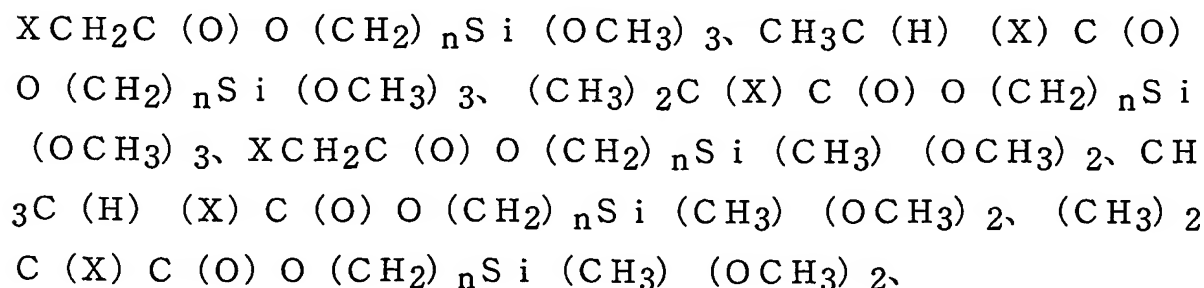 XCH₂C(O)O(CH₂)ₙSi(OCH₃)₃、CH₃C(H)(X)C(O)
O(CH₂)ₙSi(OCH₃)₃、(CH₃)₂C(X)C(O)O(CH₂)ₙSi
(OCH₃)₃、XCH₂C(O)O(CH₂)ₙSi(CH₃)(OCH₃)₂、CH
₃C(H)(X)C(O)O(CH₂)ₙSi(CH₃)(OCH₃)₂、(CH₃)₂
C(X)C(O)O(CH₂)ₙSi(CH₃)(OCH₃)₂、